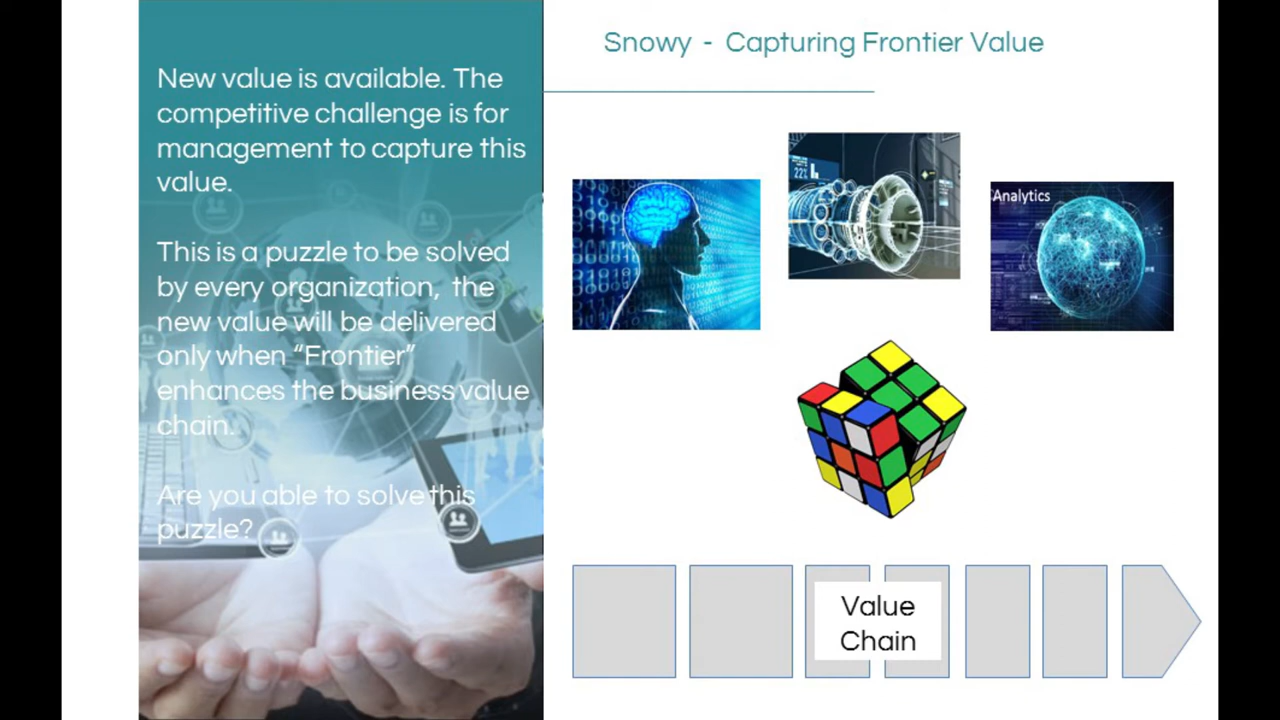 Snowy - Capturing Frontier Value
New value is available. The
competitive challenge is for
management to capture this
value.
This is a puzzle to be solved
by every organization, the
new value will be delivered
only when “Frontier”
enhances the business value
chain.
Are you able to solve this
puzzle?
22%
Analytics
Value
Chain